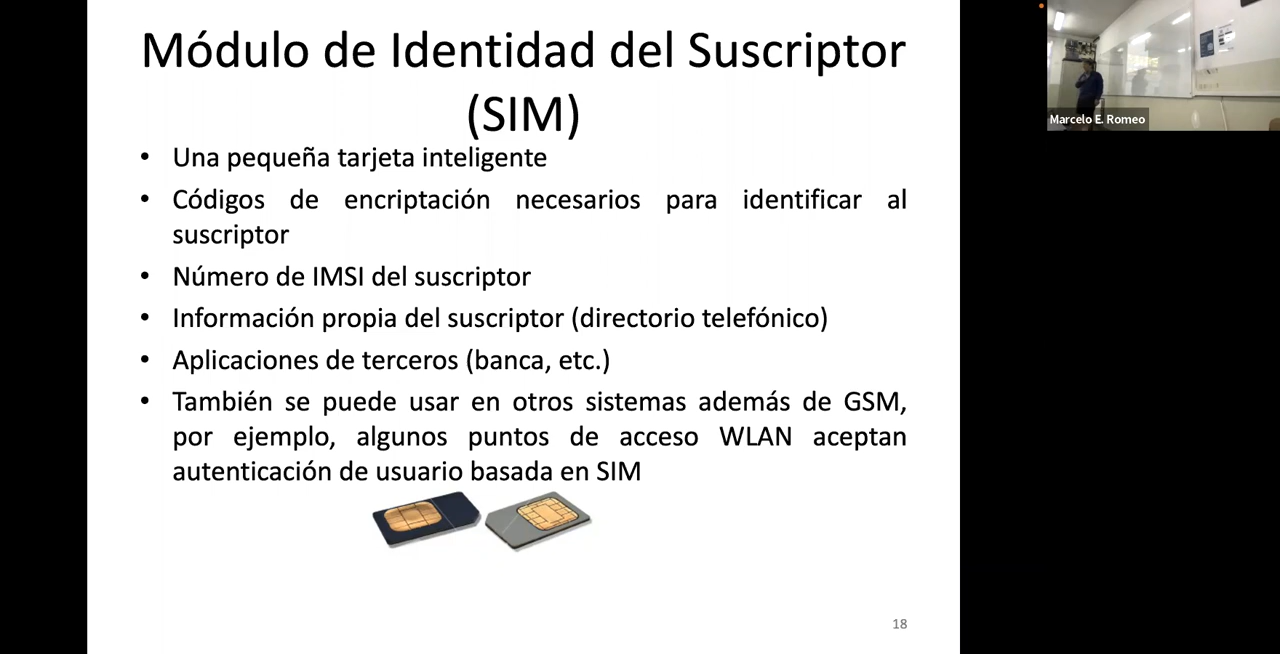 Módulo de Identidad del Suscriptor
(SIM)
• Una pequeña tarjeta inteligente
• Códigos de encriptación necesarios para identificar al
suscriptor
• Número de IMSI del suscriptor
• Información propia del suscriptor (directorio telefónico)
• Aplicaciones de terceros (banca, etc.)
• También se puede usar en otros sistemas además de GSM,
por ejemplo, algunos puntos de acceso WLAN aceptan
autenticación de usuario basada en SIM
18
Marcelo E. Romeo